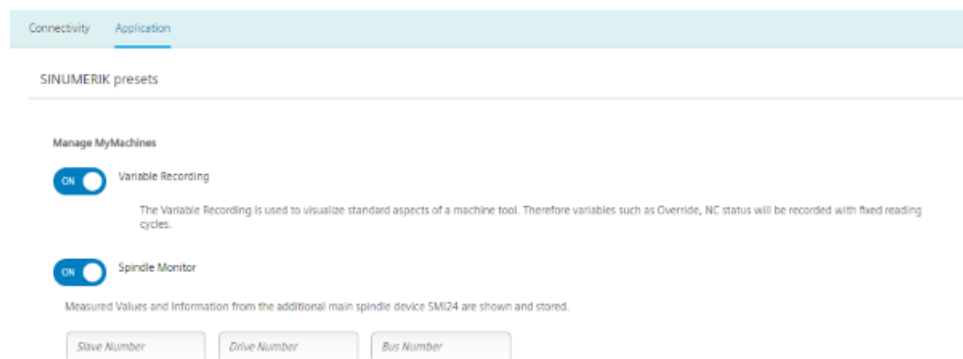 Connectivity Application
SINUMERIK presets
Manage MyMachines
ON Variable Recording
The Variable Recording is used to visualize standard aspects of a machine tool. Therefore variables such as Override, NC status will be recorded with fixed reading
cycles.
ON Spindle Monitor
Measured Values and Information from the additional main spindle device SMI24 are shown and stored.
Slave Number Drive Number Bus Number